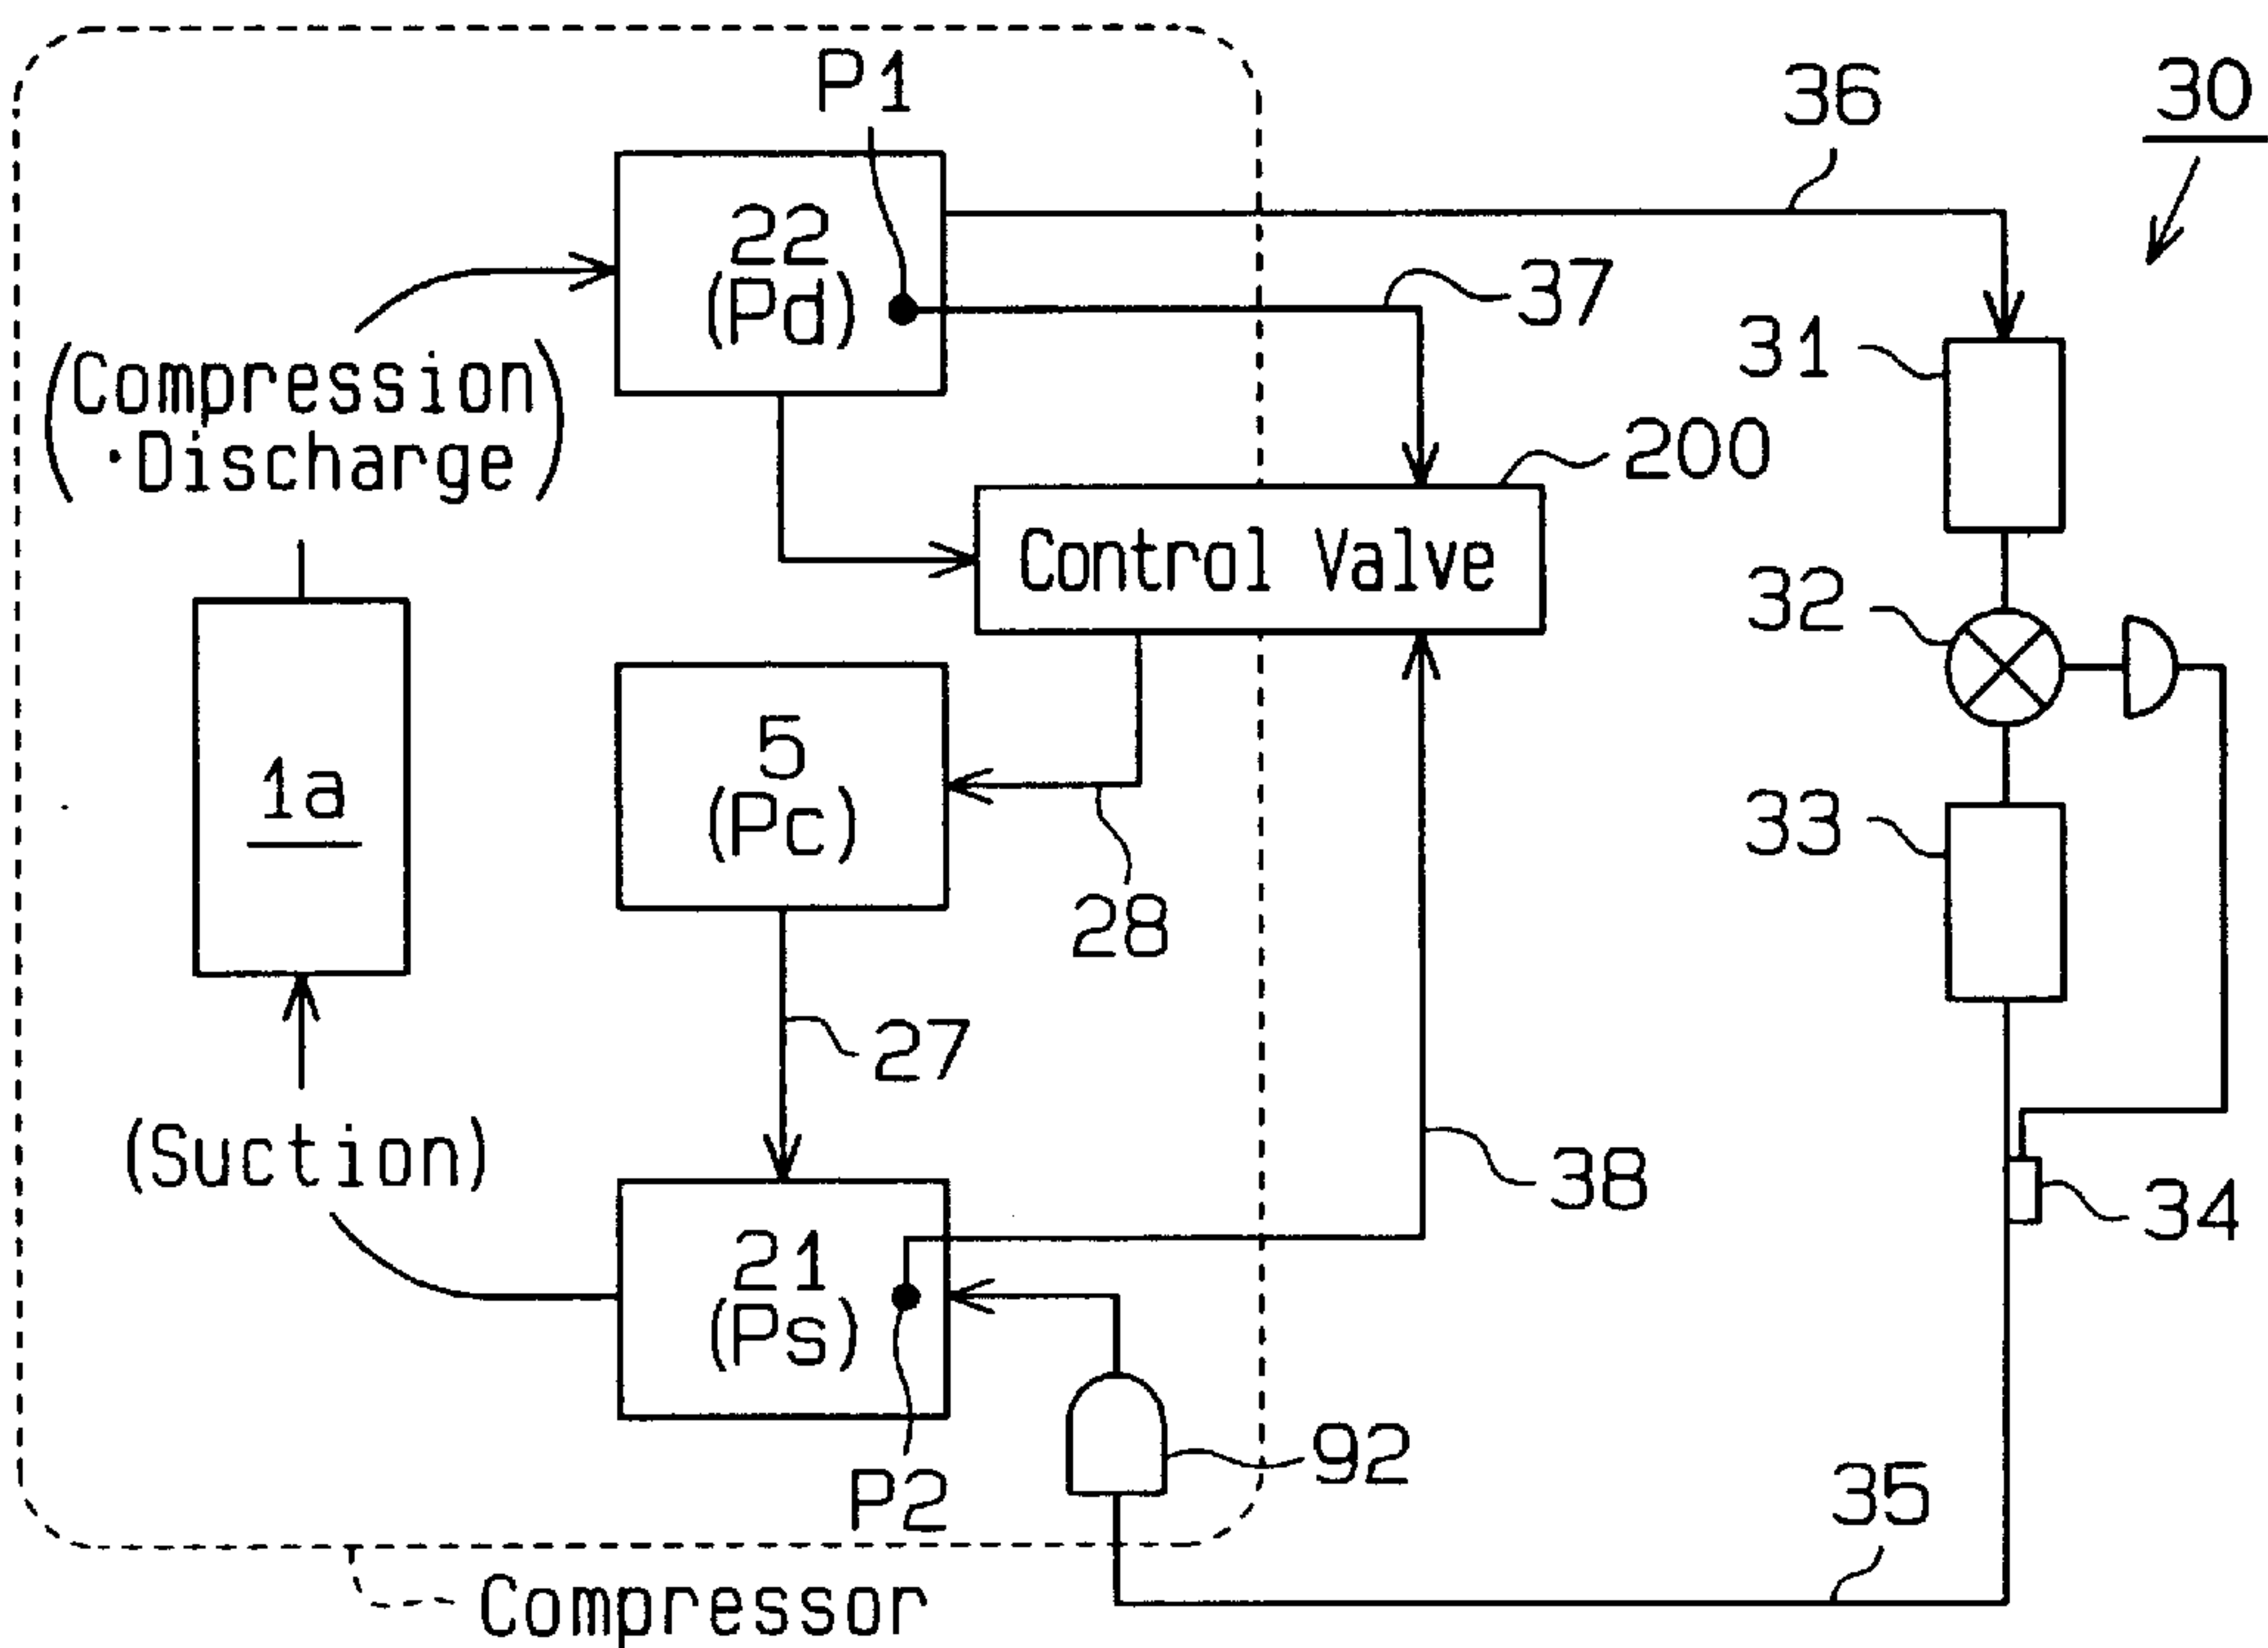 P1
36
30
22
(Pd)
37
31
(Compression
·Discharge)
200
Control Valve
32
5
(Pc)
1a
33
28
27
(Suction)
38
34
21
(Ps)
92
P2
35
Compressor